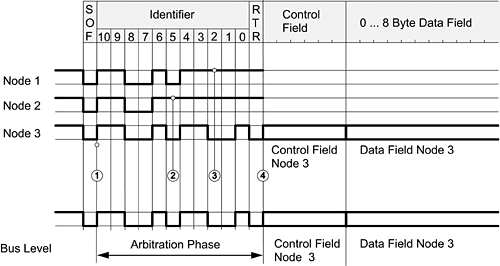 SOF Identifier RTR Control Field 0 ... 8 Byte Data Field
10 9 8 7 6 5 4 3 2 1 0
Node 1
Node 2
Node 3
Control Field Node 3 Data Field Node 3
1 2 3 4
Bus Level Arbitration Phase Control Field Node 3 Data Field Node 3